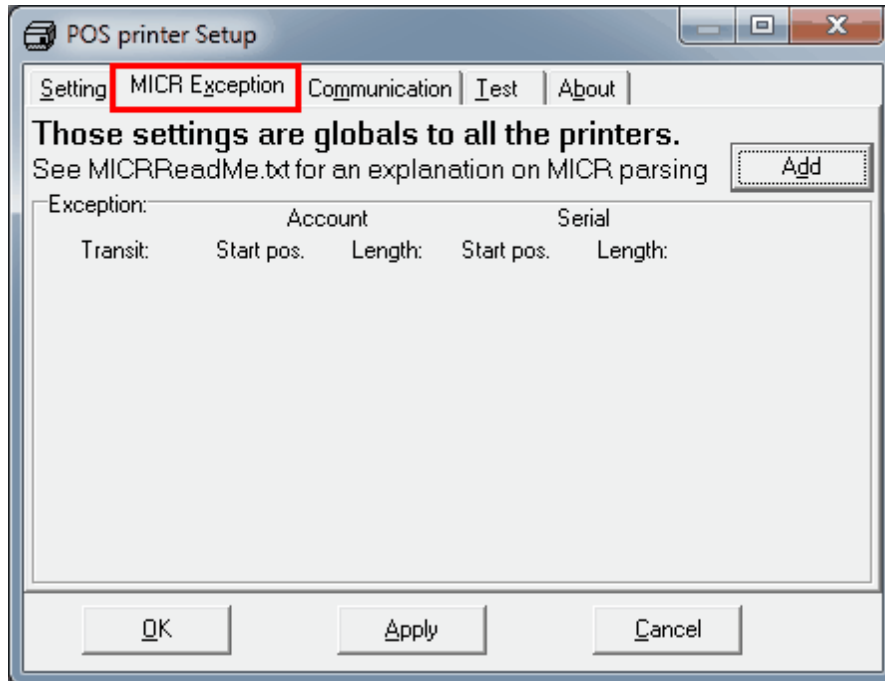 POS printer Setup
Setting MICR Exception Communication Test About
Those settings are globals to all the printers.
See MICRReadMe.txt for an explanation on MICR parsing Add
Exception:
Account Serial
Transit: Start pos. Length: Start pos. Length:
OK Apply Cancel